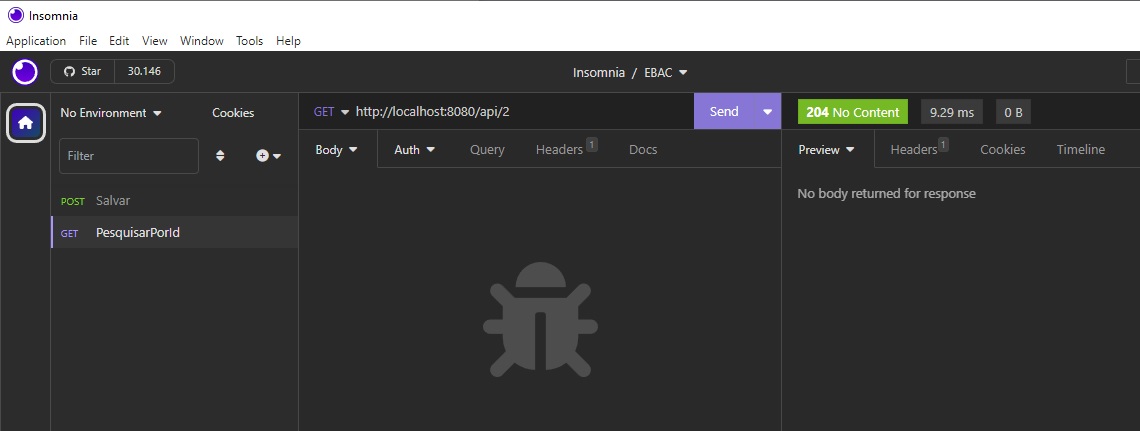 Insomnia
Application File Edit View Window Tools Help
Star 30.146 Insomnia / EBAC
No Environment Cookies GET http://localhost:8080/api/2 Send 204 No Content 9.29 ms 0 B
Filter Body Auth Query Headers 1 Docs Preview Headers 1 Cookies Timeline
POST Salvar No body returned for response
GET PesquisarPorId